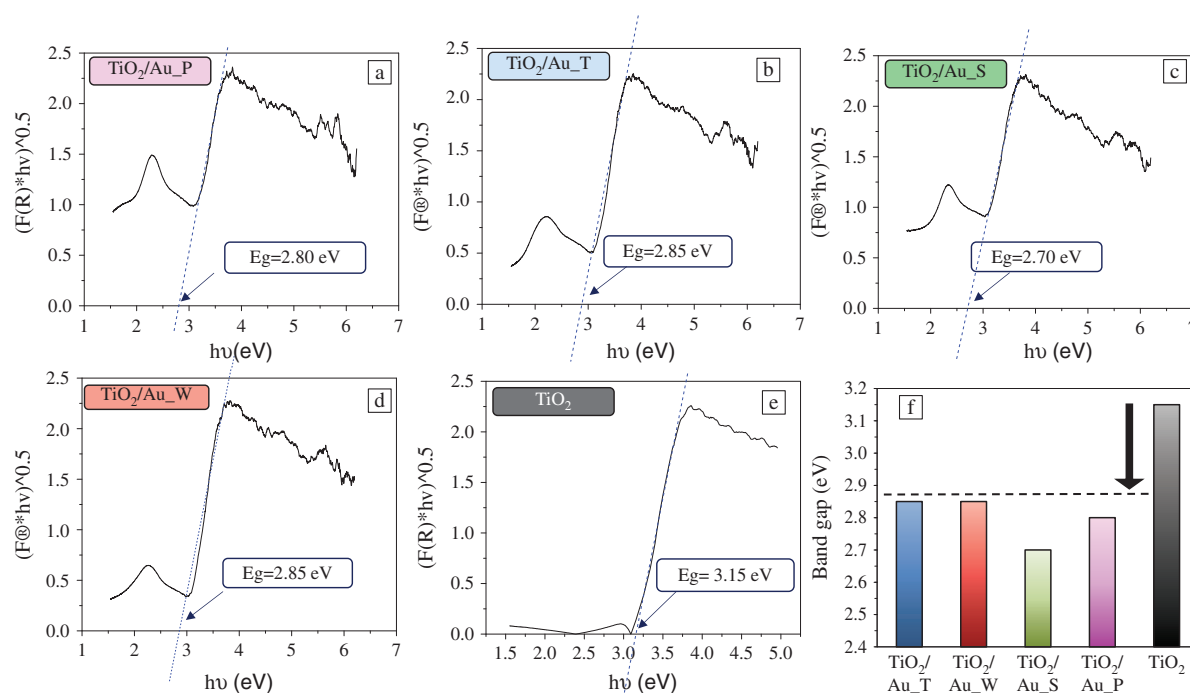 TiO2/Au_P
a
(F(R)*hν)^0.5
2.5
2.0
1.5
1.0
0.5
0.0
Eg=2.80 eV
1 2 3 4 5 6 7
hυ(eV)
TiO2/Au_T
b
(F®*hν)^0.5
2.5
2.0
1.5
1.0
0.5
0.0
Eg=2.85 eV
1 2 3 4 5 6 7
hυ (eV)
TiO2/Au_S
c
(F®*hν)^0.5
2.5
2.0
1.5
1.0
0.5
0.0
Eg=2.70 eV
1 2 3 4 5 6 7
hυ (eV)
TiO2/Au_W
d
(F®*hν)^0.5
2.5
2.0
1.5
1.0
0.5
0.0
Eg=2.85 eV
1 2 3 4 5 6 7
hυ (eV)
TiO2
e
(F(R)*hν)^0.5
2.5
2.0
1.5
1.0
0.5
0.0
Eg= 3.15 eV
1.5 2.0 2.5 3.0 3.5 4.0 4.5 5.0
hυ (eV)
f
Band gap (eV)
3.2
3.1
3.0
2.9
2.8
2.7
2.6
2.5
2.4
TiO2/ TiO2/ TiO2/ TiO2/ TiO2
Au_T Au_W Au_S Au_P